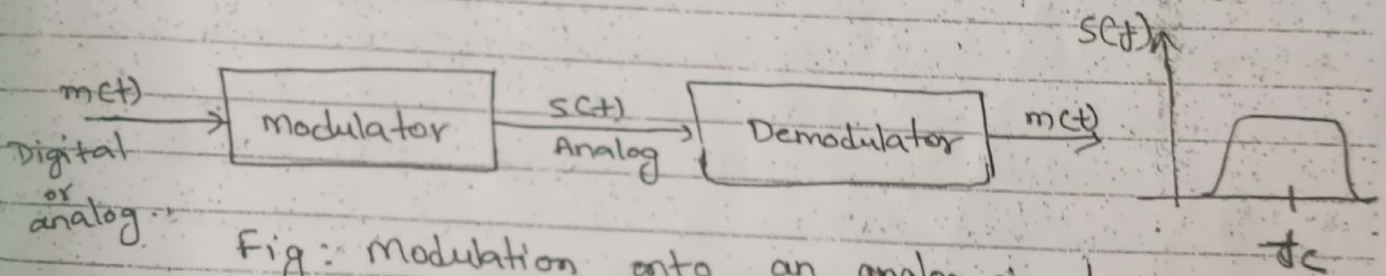 S(f)
m(t)
Modulator
S(t)
Analog
Demodulator
m(t)
Digital
or
analog
fc
Fig: Modulation onto an